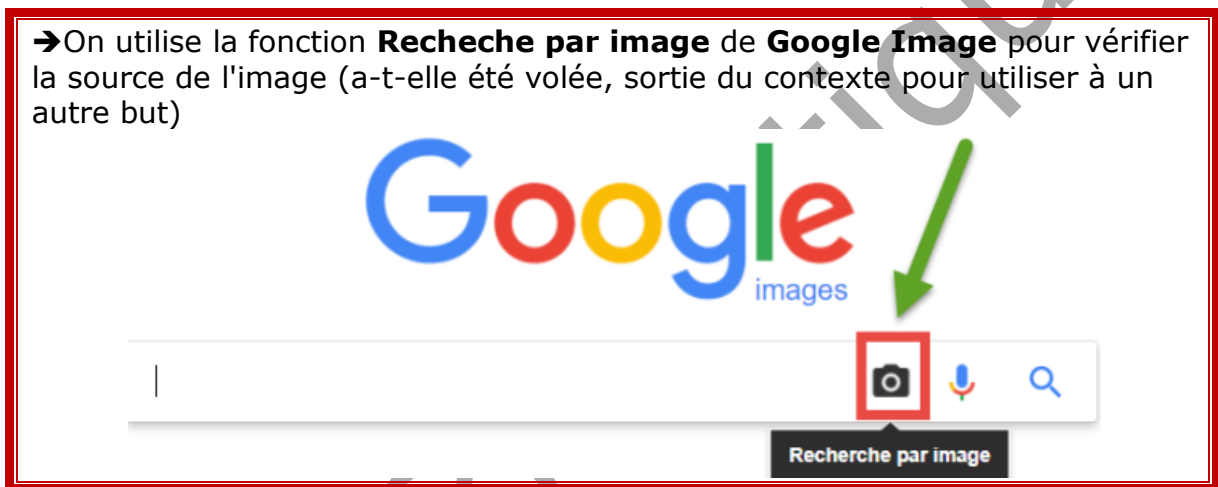 ➔On utilise la fonction Recheche par image de Google Image pour vérifier
la source de l'image (a-t-elle été volée, sortie du contexte pour utiliser à un
autre but)
Google
images
Recherche par image